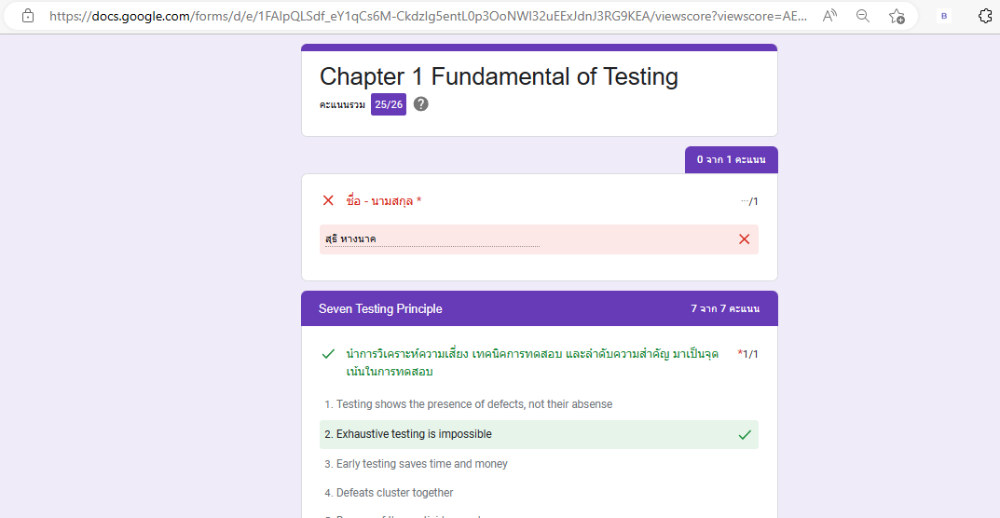 https://docs.google.com/forms/d/e/1FAIpQLSdf_eY1qCs6M-CkdzIg5entL0p3OoNWI32uEExJdnJ3RG9KEA/viewscore?viewscore=AE...
B
Chapter 1 Fundamental of Testing
คะแนนรวม 25/26 ?
0 จาก 1 คะแนน
ชื่อ - นามสกุล * ···/1
สุธี หางนาค
Seven Testing Principle 7 จาก 7 คะแนน
นำการวิเคราะห์ความเสี่ยง เทคนิคการทดสอบ และลำดับความสำคัญ มาเป็นจุด *1/1
เน้นในการทดสอบ
1. Testing shows the presence of defects, not their absense
2. Exhaustive testing is impossible
3. Early testing saves time and money
4. Defeats cluster together